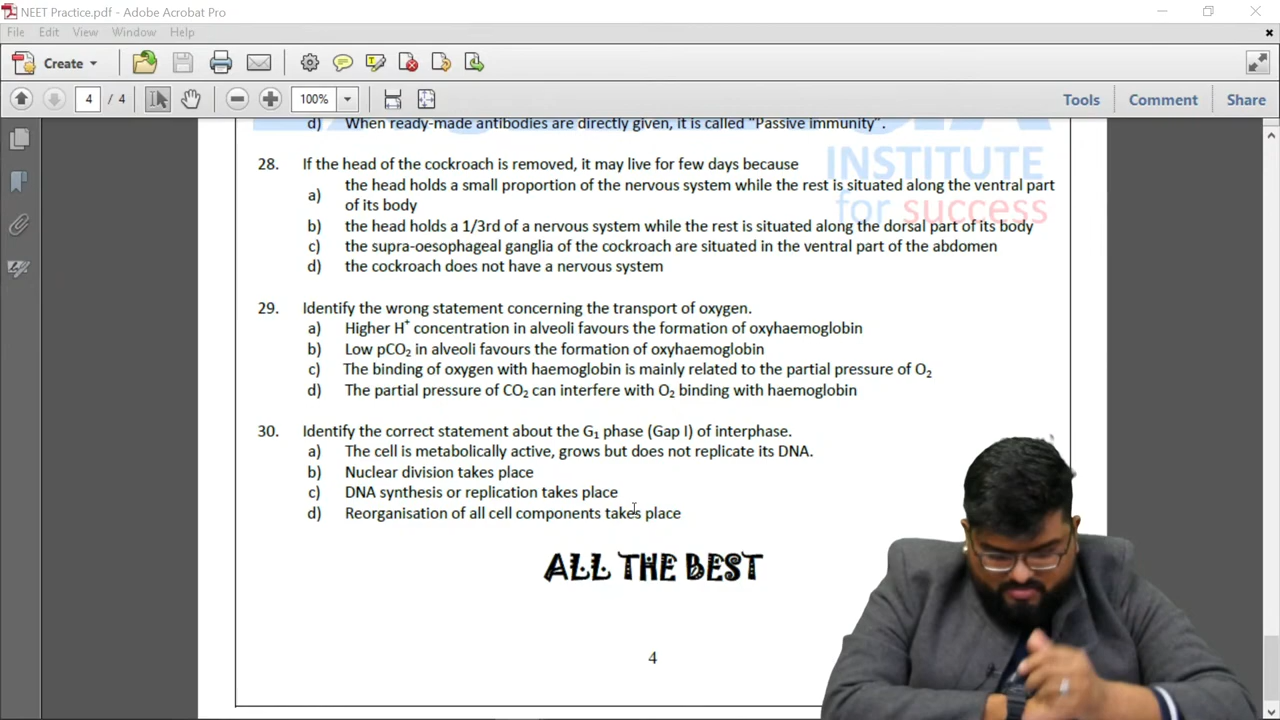 NEET Practice.pdf - Adobe Acrobat Pro
File Edit View Window Help
Create
4 / 4 100% Tools Comment Share
d) When ready-made antibodies are directly given, it is called "Passive immunity".
INSTITUTE
for success
28. If the head of the cockroach is removed, it may live for few days because
a) the head holds a small proportion of the nervous system while the rest is situated along the ventral part
of its body
b) the head holds a 1/3rd of a nervous system while the rest is situated along the dorsal part of its body
c) the supra-oesophageal ganglia of the cockroach are situated in the ventral part of the abdomen
d) the cockroach does not have a nervous system
29. Identify the wrong statement concerning the transport of oxygen.
a) Higher H⁺ concentration in alveoli favours the formation of oxyhaemoglobin
b) Low pCO₂ in alveoli favours the formation of oxyhaemoglobin
c) The binding of oxygen with haemoglobin is mainly related to the partial pressure of O₂
d) The partial pressure of CO₂ can interfere with O₂ binding with haemoglobin
30. Identify the correct statement about the G₁ phase (Gap I) of interphase.
a) The cell is metabolically active, grows but does not replicate its DNA.
b) Nuclear division takes place
c) DNA synthesis or replication takes place
d) Reorganisation of all cell components takes place
ALL THE BEST
4